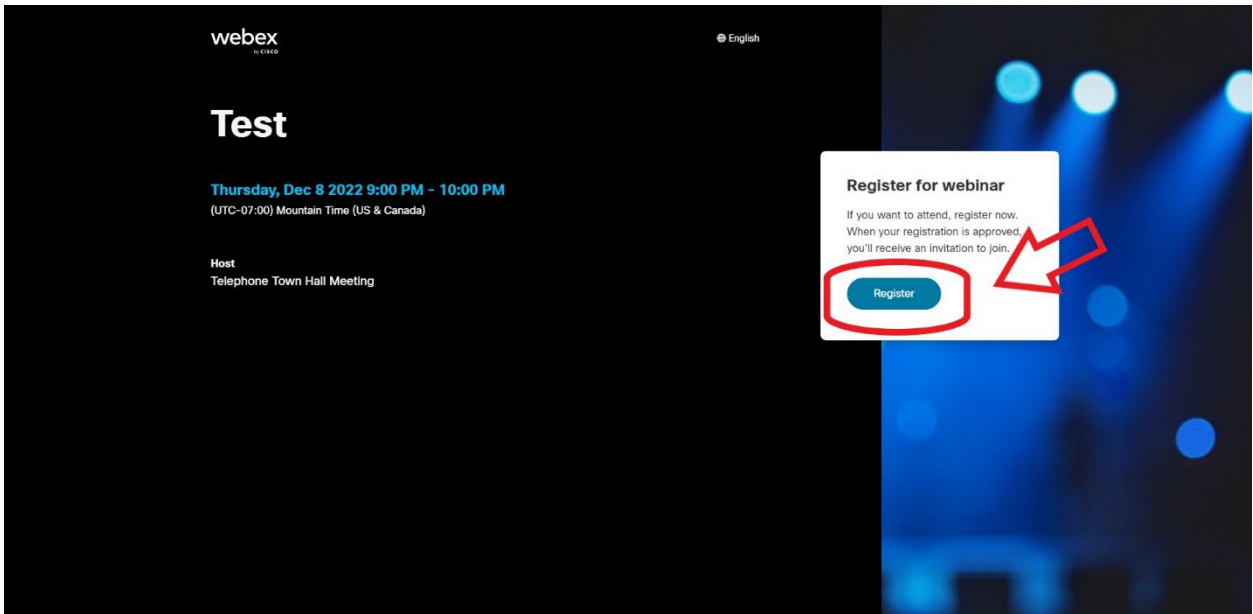 webex
by CISCO
English
Test
Thursday, Dec 8 2022 9:00 PM - 10:00 PM
(UTC-07:00) Mountain Time (US & Canada)
Host
Telephone Town Hall Meeting
Register for webinar
If you want to attend, register now.
When your registration is approved,
you'll receive an invitation to join.
Register